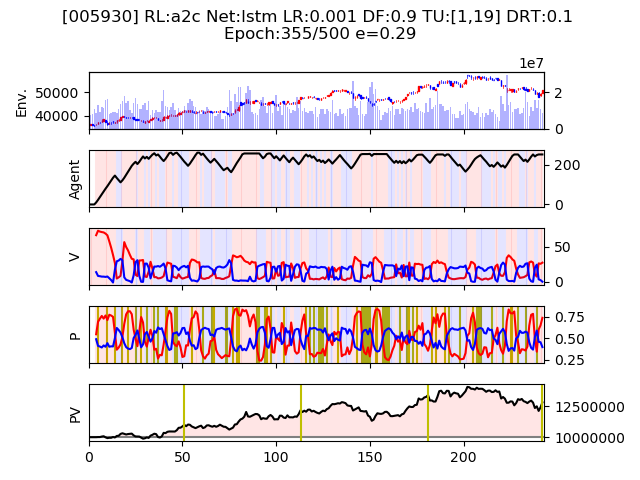 [005930] RL:a2c Net:lstm LR:0.001 DF:0.9 TU:[1,19] DRT:0.1
Epoch:355/500 e=0.29
1e7
Env.
50000
40000
2
0
Agent
200
0
V
50
0
P
0.75
0.50
0.25
PV
12500000
10000000
0 50 100 150 200